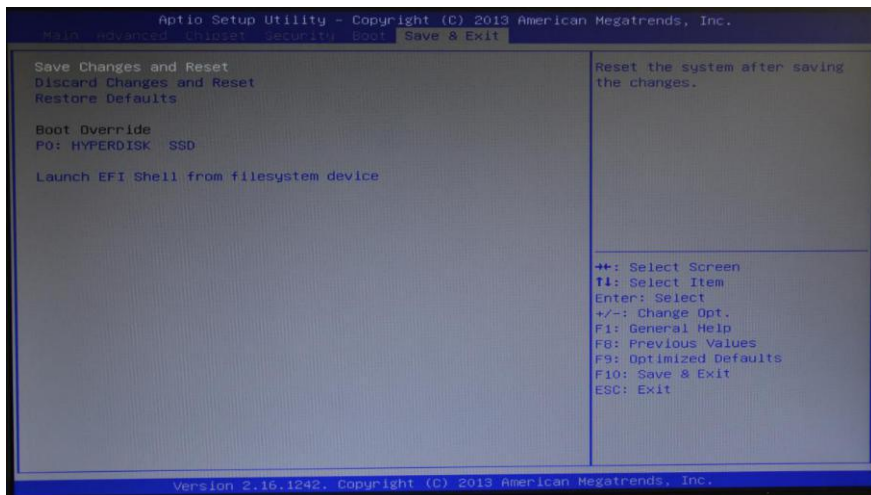 Aptio Setup Utility – Copyright (C) 2013 American Megatrends, Inc.
Main Advanced Chipset Security Boot Save & Exit
Save Changes and Reset
Discard Changes and Reset
Restore Defaults
Boot Override
P0: HYPERDISK SSD
Launch EFI Shell from filesystem device
Reset the system after saving
the changes.
→←: Select Screen
↑↓: Select Item
Enter: Select
+/-: Change Opt.
F1: General Help
F8: Previous Values
F9: Optimized Defaults
F10: Save & Exit
ESC: Exit
Version 2.16.1242. Copyright (C) 2013 American Megatrends, Inc.